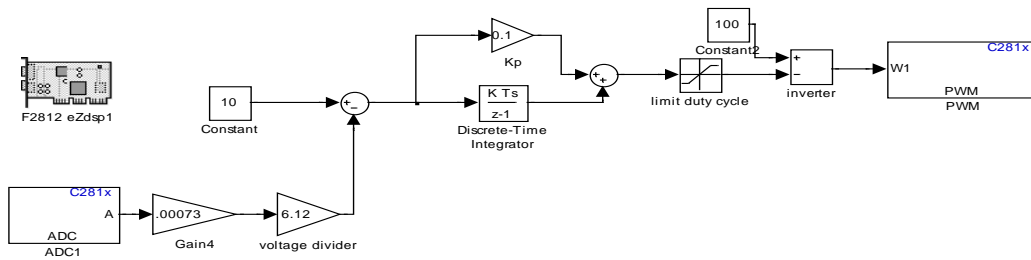 100
Constant2
C281x
0.1
Kp
W1
PWM
PWM
F2812 eZdsp1
10
Constant
K Ts
z-1
Discrete-Time
Integrator
limit duty cycle
inverter
C281x
A
ADC
ADC1
.00073
Gain4
6.12
voltage divider